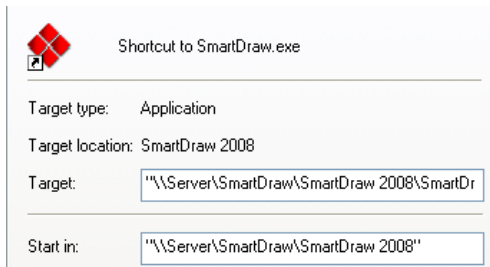 Shortcut to SmartDraw.exe
Target type: Application
Target location: SmartDraw 2008
Target: "\\Server\SmartDraw\SmartDraw 2008\SmartDr
Start in: "\\Server\SmartDraw\SmartDraw 2008"